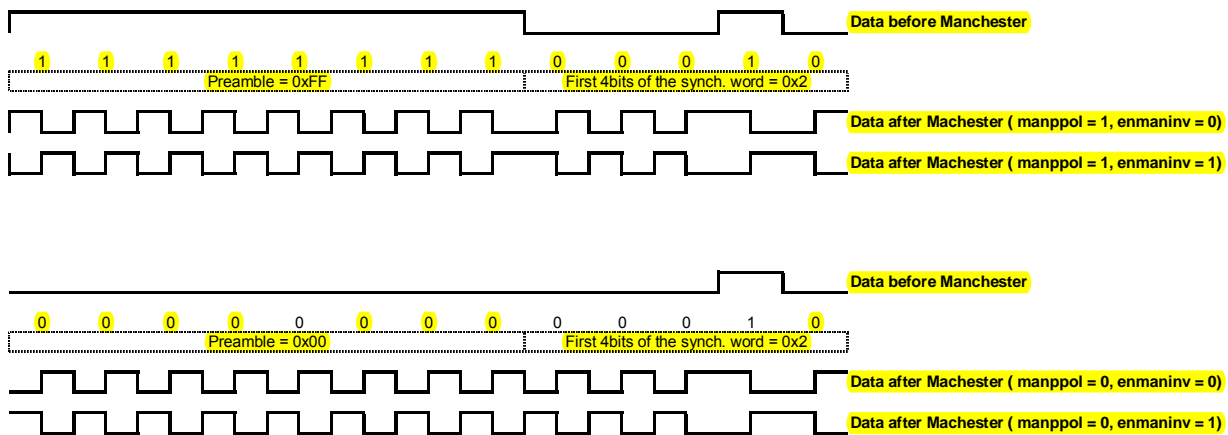 Data before Manchester
1 1 1 1 1 1 1 1 0 0 0 1 0
Preamble = 0xFF First 4bits of the synch. word = 0x2
Data after Machester ( manppol = 1, enmaninv = 0)
Data after Machester ( manppol = 1, enmaninv = 1)
Data before Manchester
0 0 0 0 0 0 0 0 0 0 0 1 0
Preamble = 0x00 First 4bits of the synch. word = 0x2
Data after Machester ( manppol = 0, enmaninv = 0)
Data after Machester ( manppol = 0, enmaninv = 1)